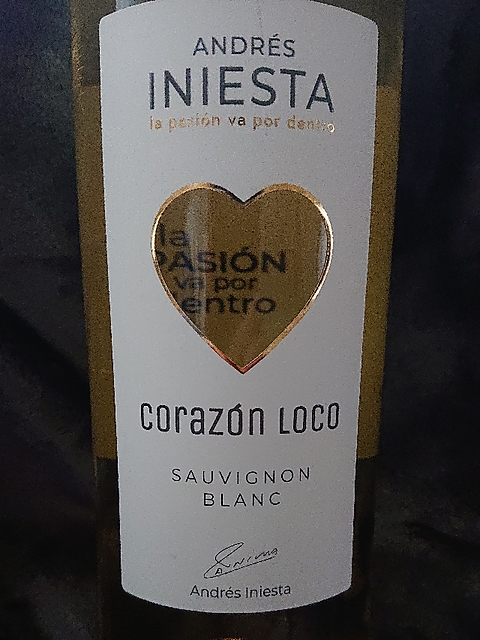 ANDRÉS
INIESTA
la pasión va por dentro
la
PASIÓN
va por
dentro
corazón Loco
SAUVIGNON
BLANC
Andrés Iniesta